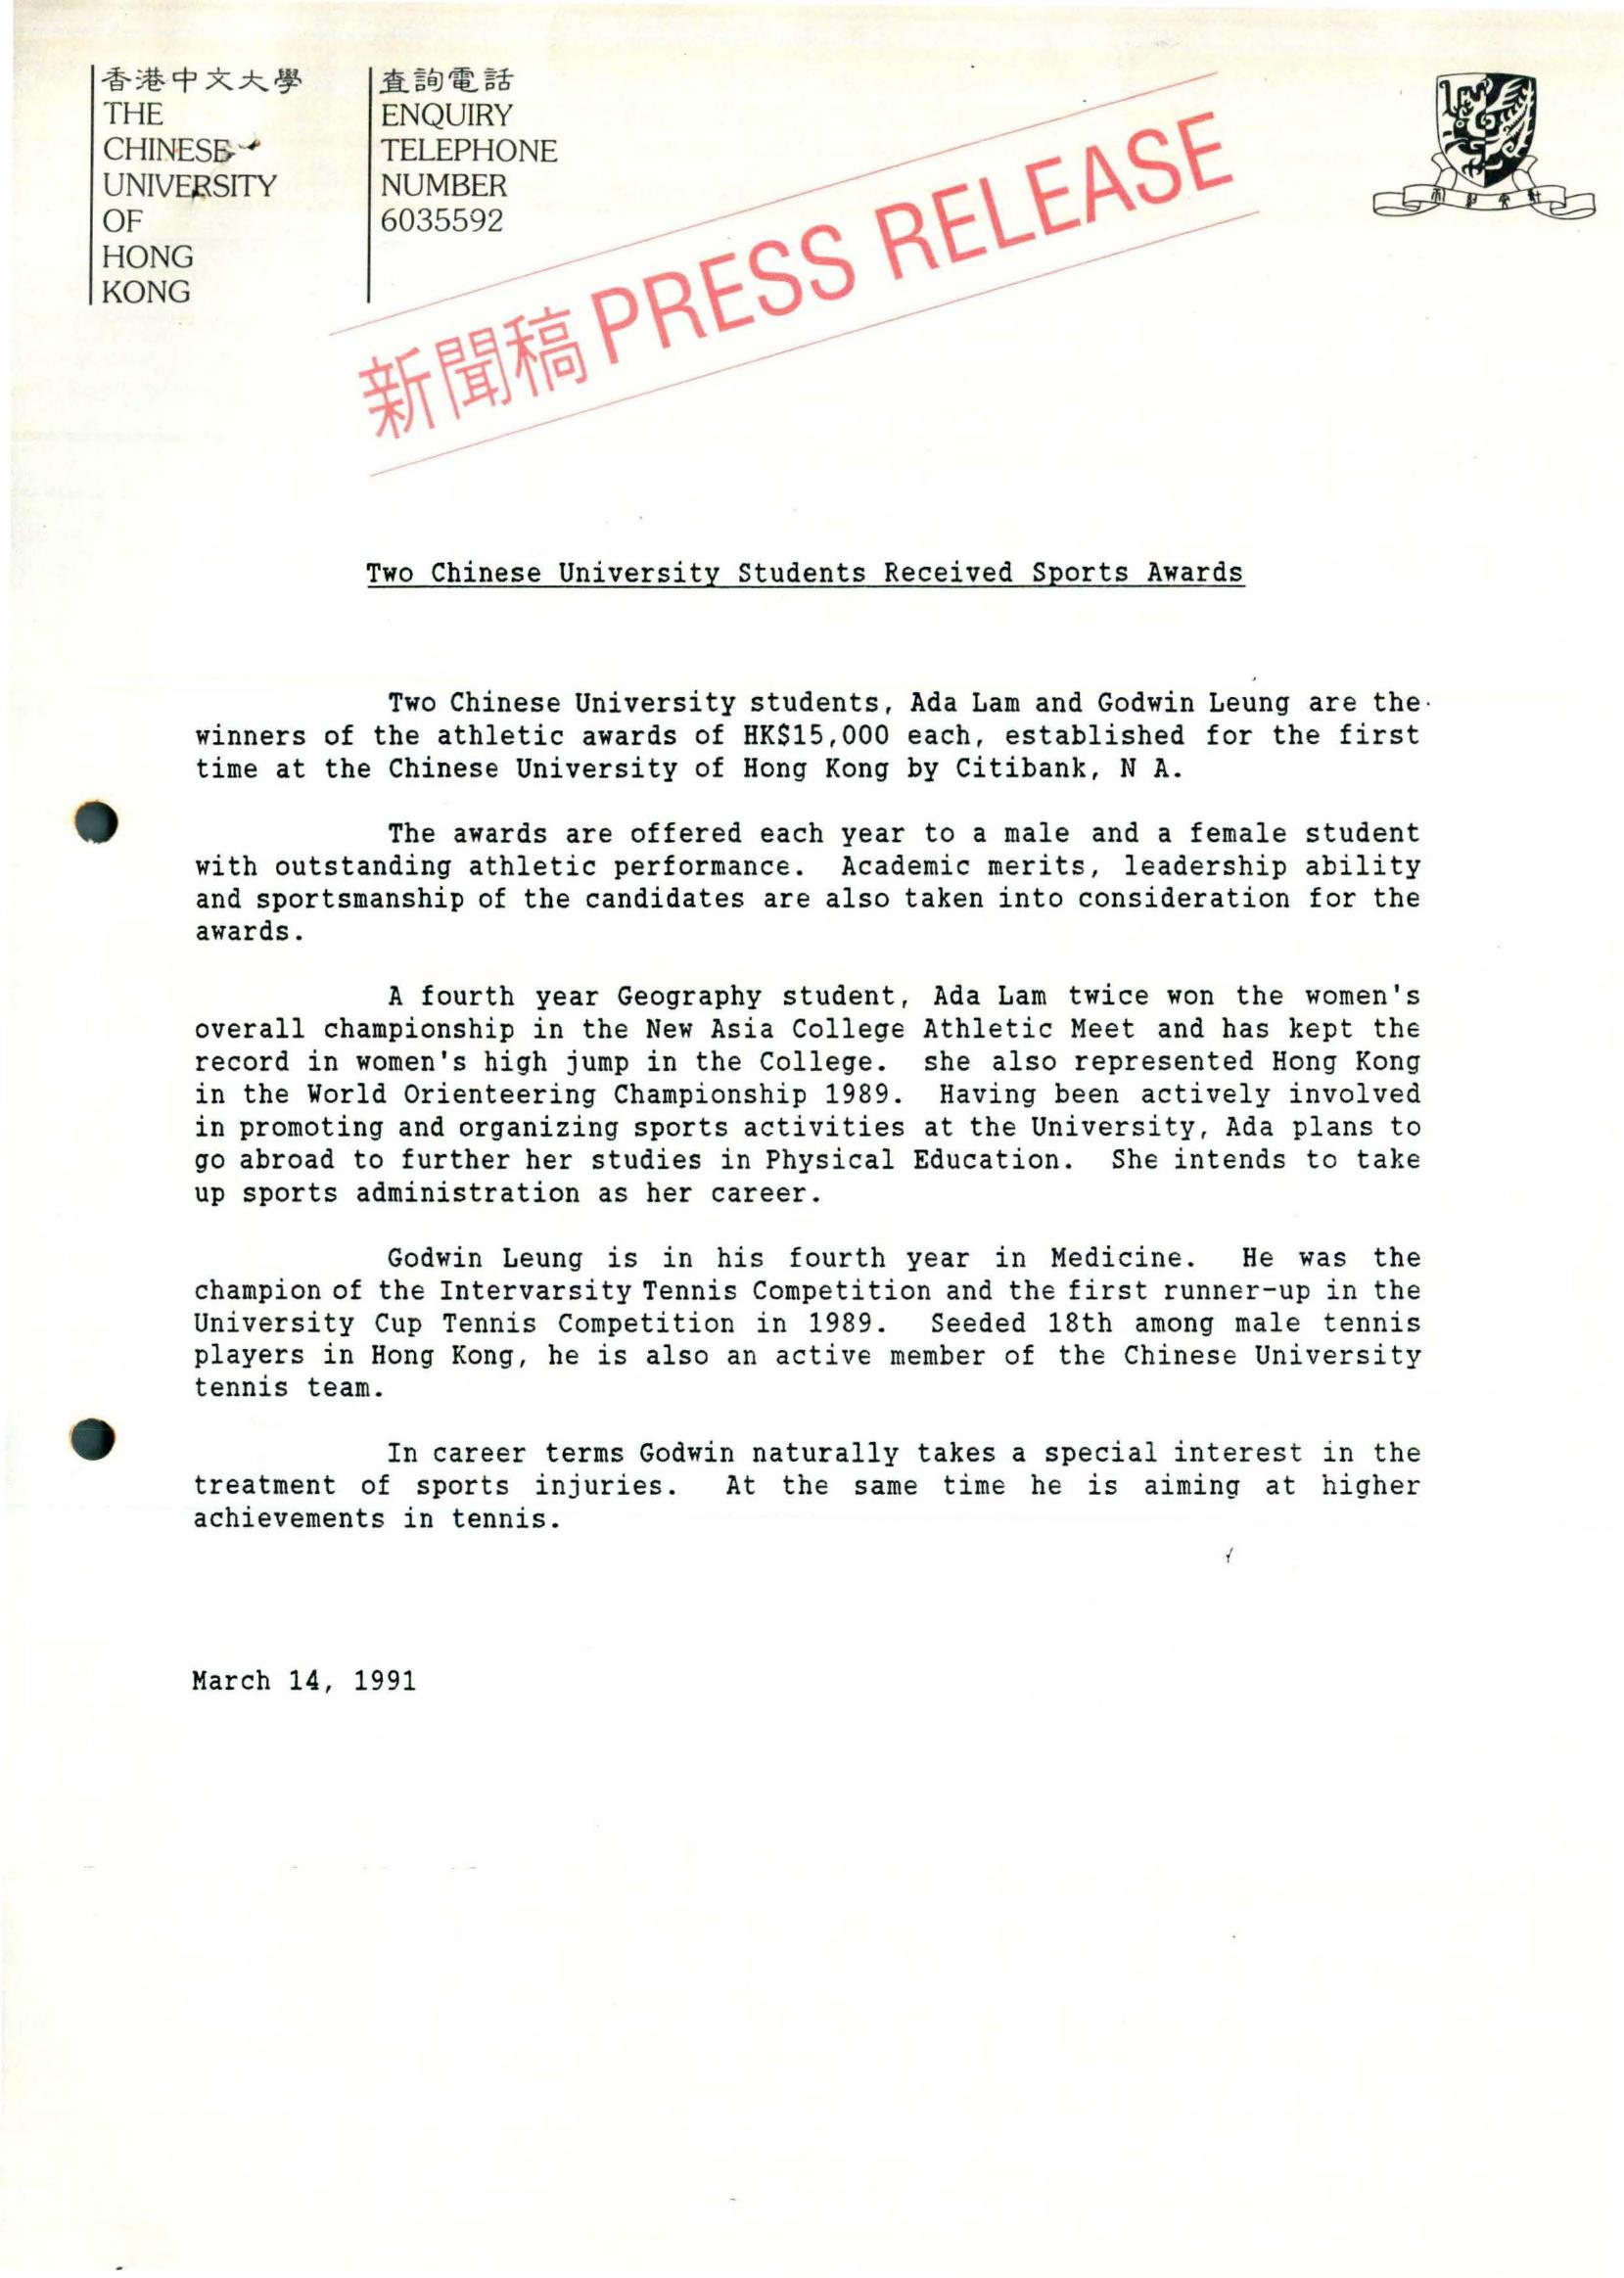 香港中文大學
THE
CHINESE
UNIVERSITY
OF
HONG
KONG
查詢電話
ENQUIRY
TELEPHONE
NUMBER
6035592
新聞稿 PRESS RELEASE
Two Chinese University Students Received Sports Awards
Two Chinese University students, Ada Lam and Godwin Leung are the
winners of the athletic awards of HK$15,000 each, established for the first
time at the Chinese University of Hong Kong by Citibank, N A.
The awards are offered each year to a male and a female student
with outstanding athletic performance. Academic merits, leadership ability
and sportsmanship of the candidates are also taken into consideration for the
awards.
A fourth year Geography student, Ada Lam twice won the women's
overall championship in the New Asia College Athletic Meet and has kept the
record in women's high jump in the College. she also represented Hong Kong
in the World Orienteering Championship 1989. Having been actively involved
in promoting and organizing sports activities at the University, Ada plans to
go abroad to further her studies in Physical Education. She intends to take
up sports administration as her career.
Godwin Leung is in his fourth year in Medicine. He was the
champion of the Intervarsity Tennis Competition and the first runner-up in the
University Cup Tennis Competition in 1989. Seeded 18th among male tennis
players in Hong Kong, he is also an active member of the Chinese University
tennis team.
In career terms Godwin naturally takes a special interest in the
treatment of sports injuries. At the same time he is aiming at higher
achievements in tennis.
March 14, 1991